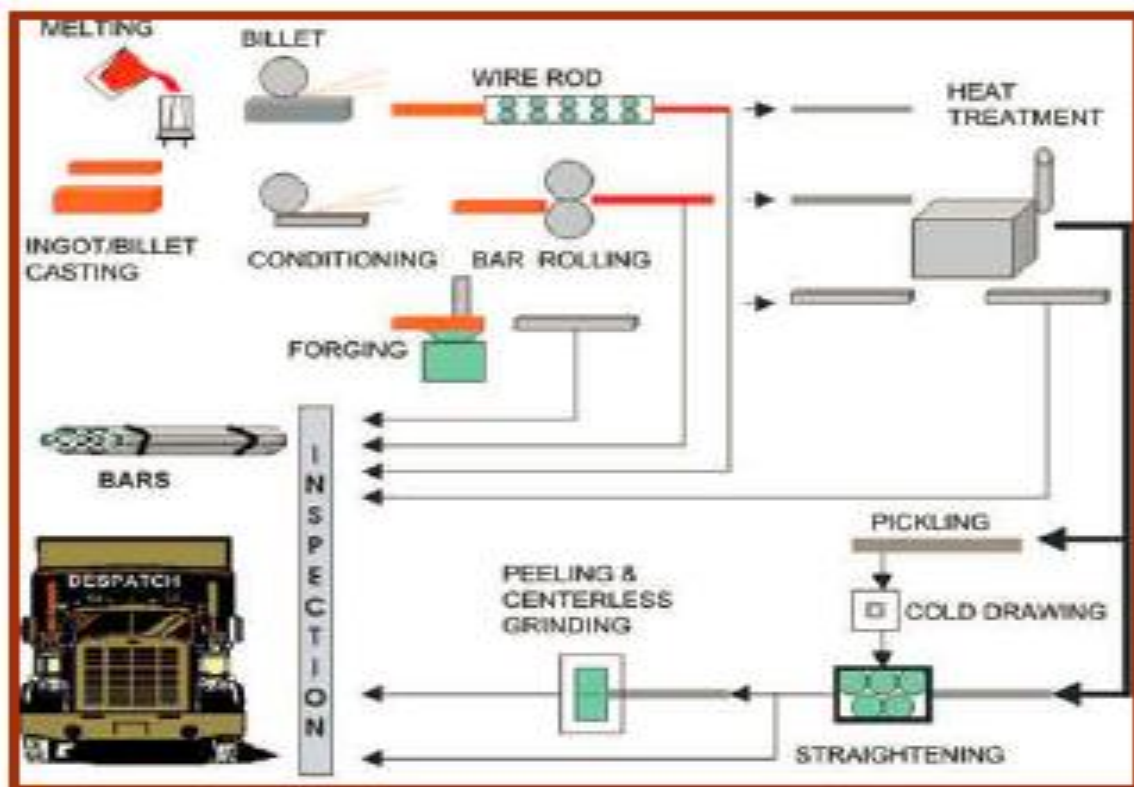 MELTING
BILLET
WIRE ROD
HEAT
TREATMENT
INGOT/BILLET
CASTING
CONDITIONING
BAR ROLLING
FORGING
BARS
INSPECTION
PICKLING
DESPATCH
PEELING &
CENTERLESS
GRINDING
COLD DRAWING
STRAIGHTENING